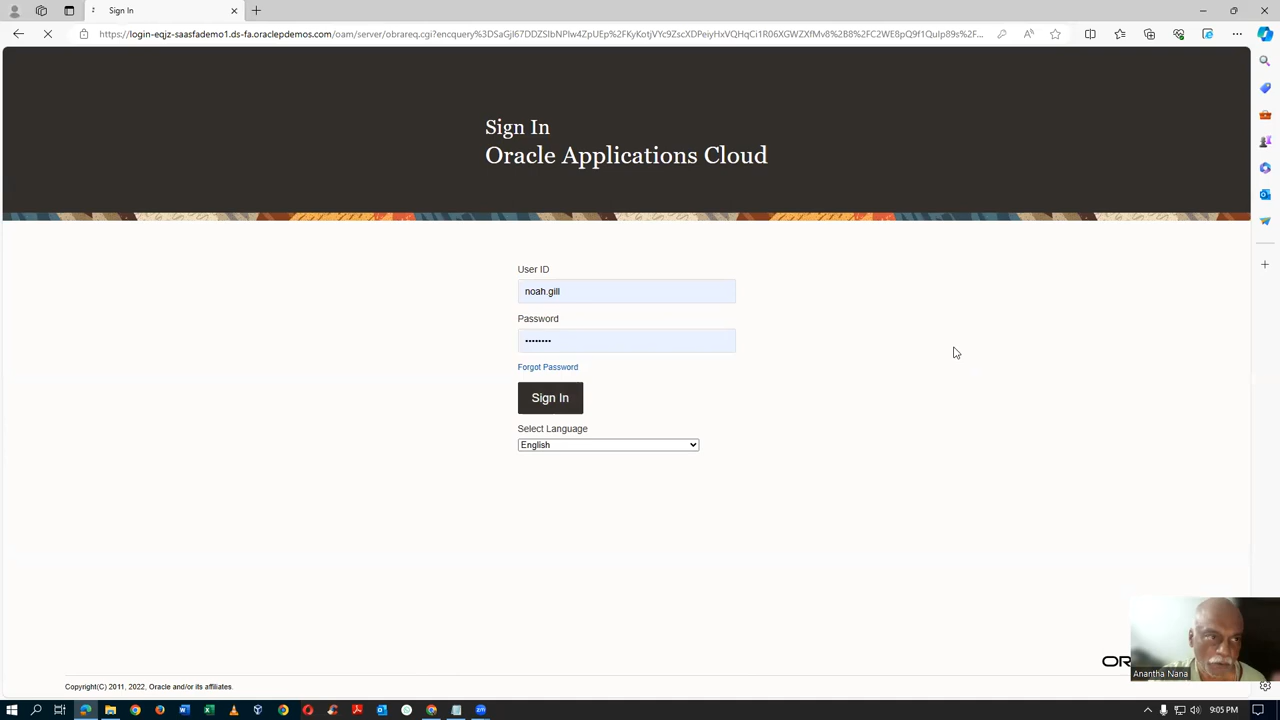 Sign In
https://login-eqjz-saasfademo1.ds-fa.oraclepdemos.com/oam/server/obrareq.cgi?encquery%3DSaGjI67DDZSIbNPlw4ZpUEp%2FKyKotjVYc9ZscXDPeiyHxVQHqCi1R06XGWZXfMv8%2B8%2FC2WE8pQ9f1QuIp89s%2F...
Sign In
Oracle Applications Cloud
User ID
noah.gill
Password
Forgot Password
Sign In
Select Language
English
OR
Anantha Nana
Copyright(C) 2011, 2022, Oracle and/or its affiliates.
9:05 PM